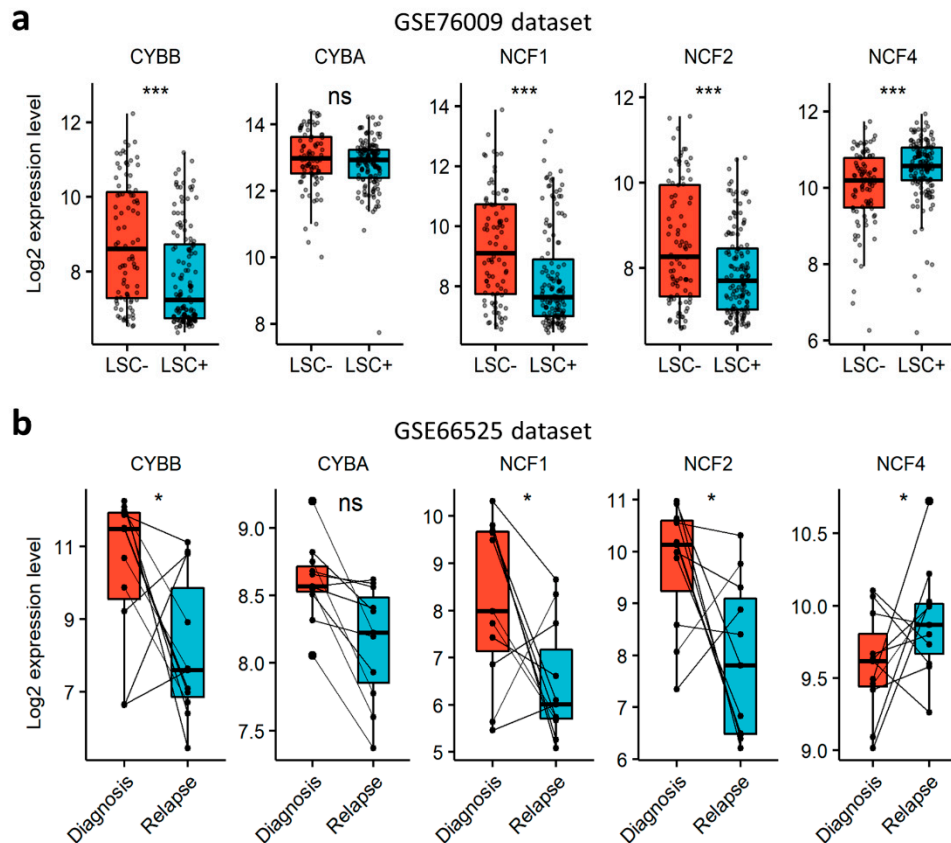 a
GSE76009 dataset
CYBB
CYBA
NCF1
NCF2
NCF4
Log2 expression level
***
12
10
8
LSC- LSC+
ns
14
12
10
8
LSC- LSC+
***
14
12
10
8
LSC- LSC+
***
12
10
8
LSC- LSC+
***
12
10
8
6
LSC- LSC+
b
GSE66525 dataset
CYBB
CYBA
NCF1
NCF2
NCF4
Log2 expression level
*
11
9
7
Diagnosis
Relapse
ns
9.0
8.5
8.0
7.5
Diagnosis
Relapse
*
10
9
8
7
6
5
Diagnosis
Relapse
*
11
10
9
8
7
6
Diagnosis
Relapse
*
10.5
10.0
9.5
9.0
Diagnosis
Relapse